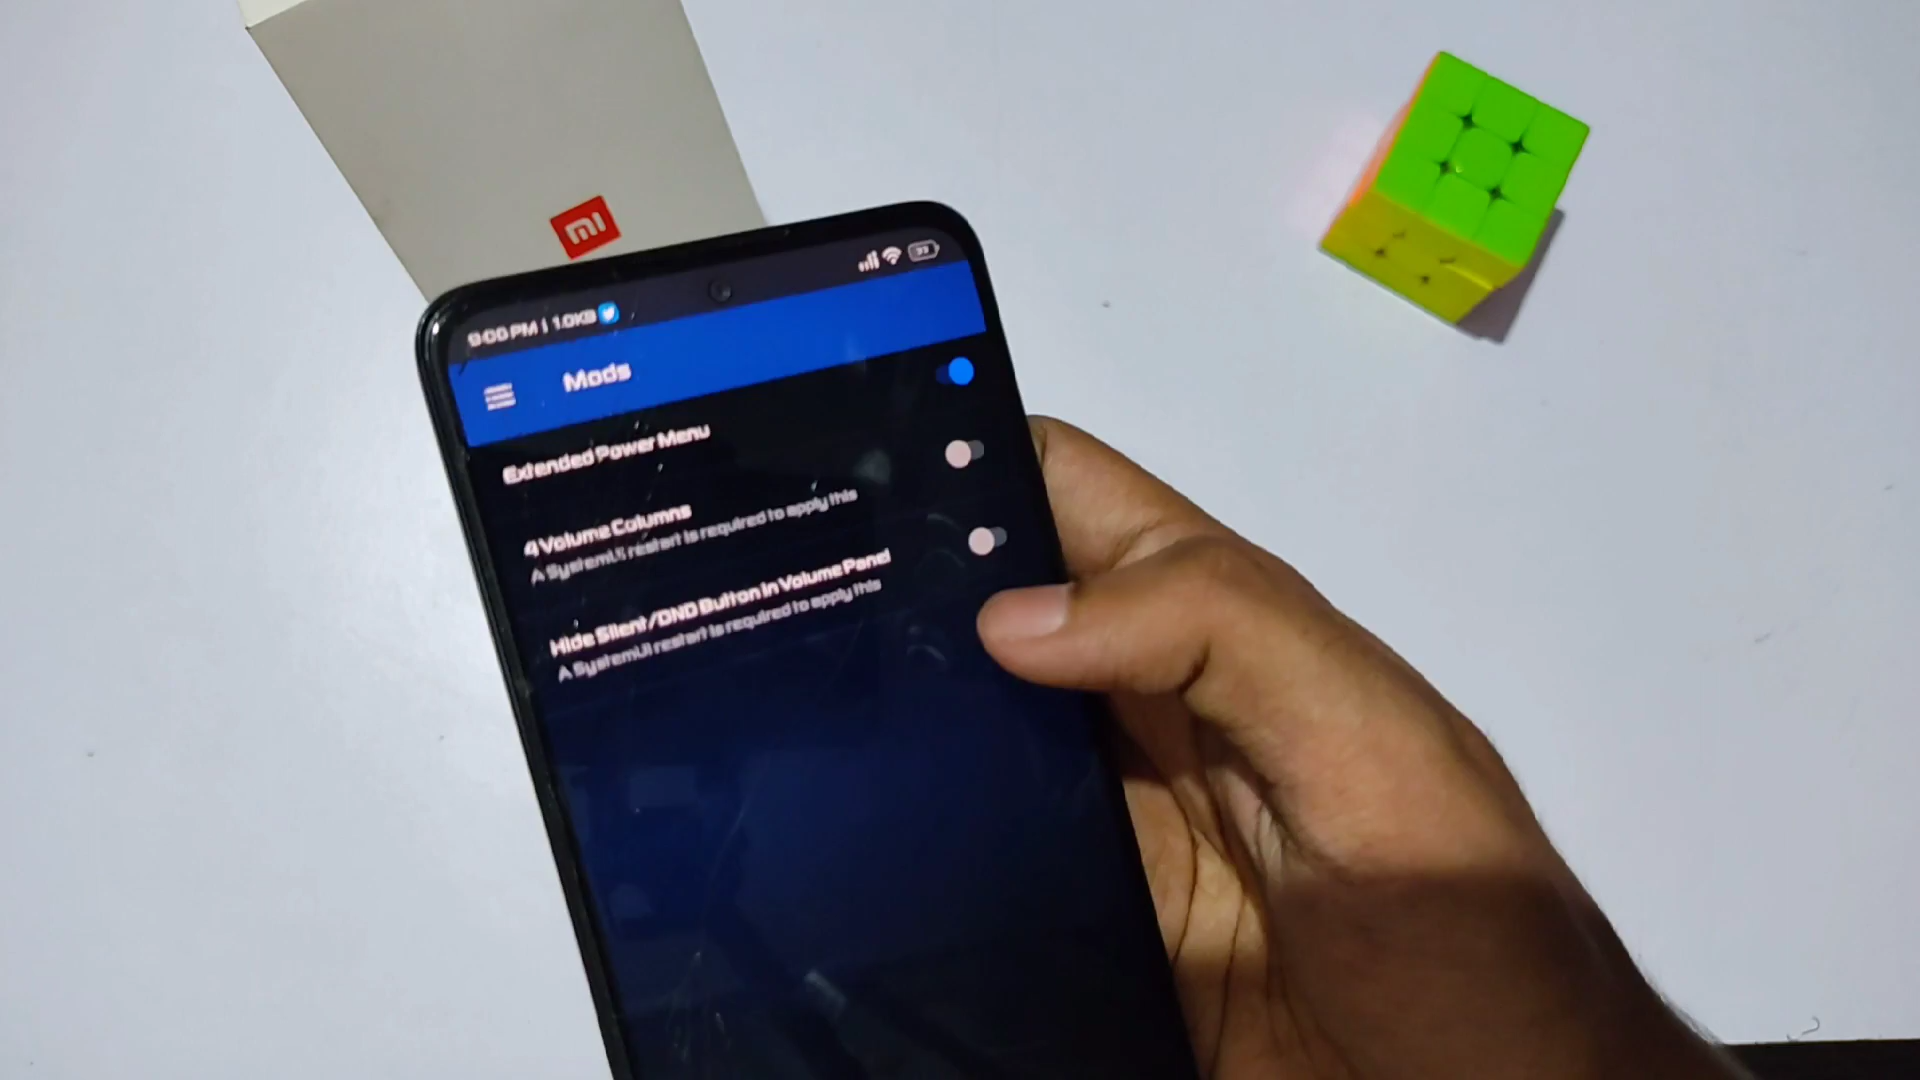 mi
9:00 PM | 1.0KB
Mods
Extended Power Menu
4 Volume Columns
A SystemUI restart is required to apply this
Hide Silent/DND Button in Volume Panel
A SystemUI restart is required to apply this